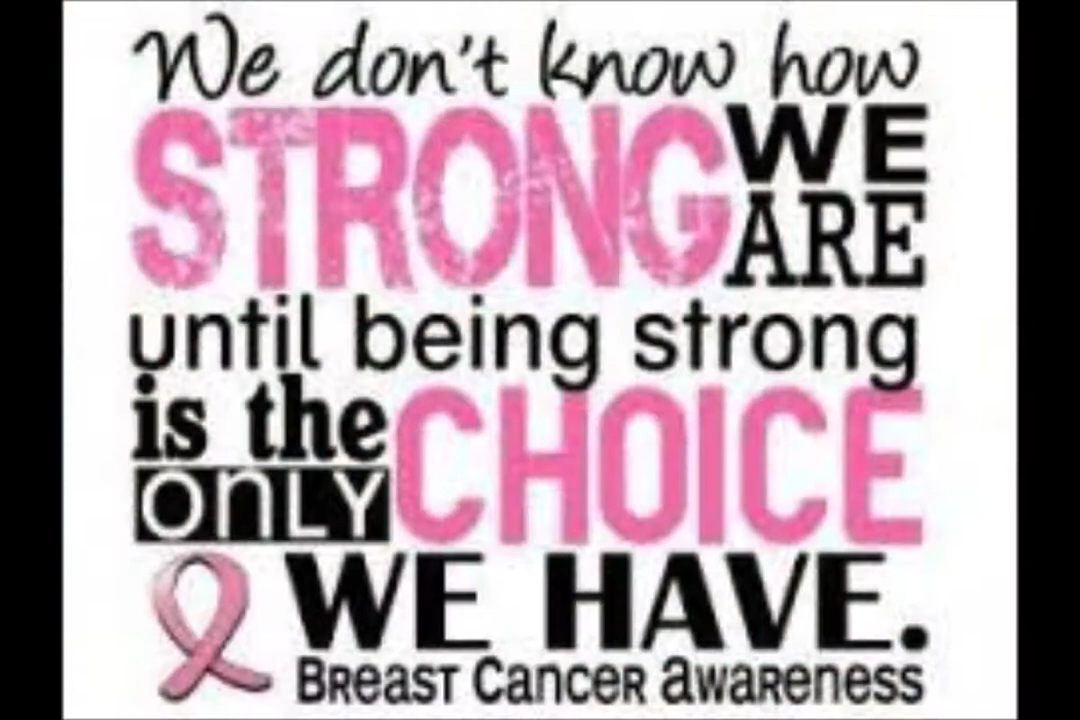 We don't know how
STRONG WE
ARE
until being strong
is the
ONLY CHOICE
WE HAVE.
Breast Cancer Awareness